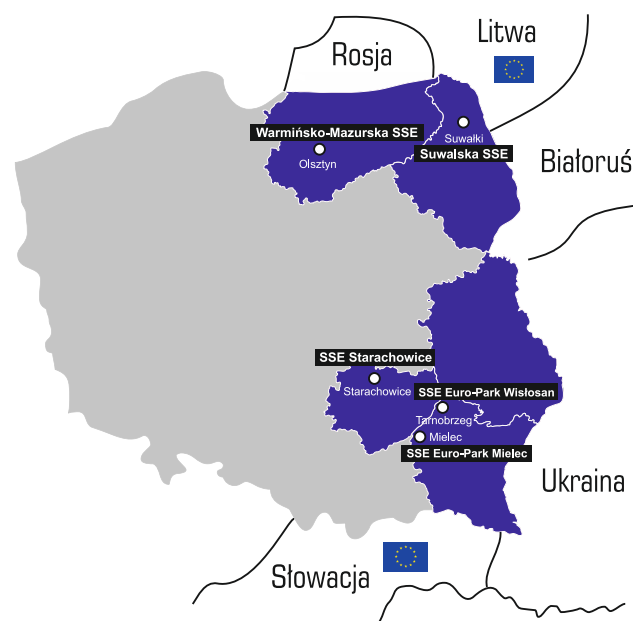 Litwa
Rosja
Warmińsko-Mazurska SSE
Suwałki
Olsztyn
Suwalska SSE
Białoruś
SSE Starachowice
Starachowice
SSE Euro-Park Wisłosan
Tarnobrzeg
Mielec
SSE Euro-Park Mielec
Ukraina
Słowacja